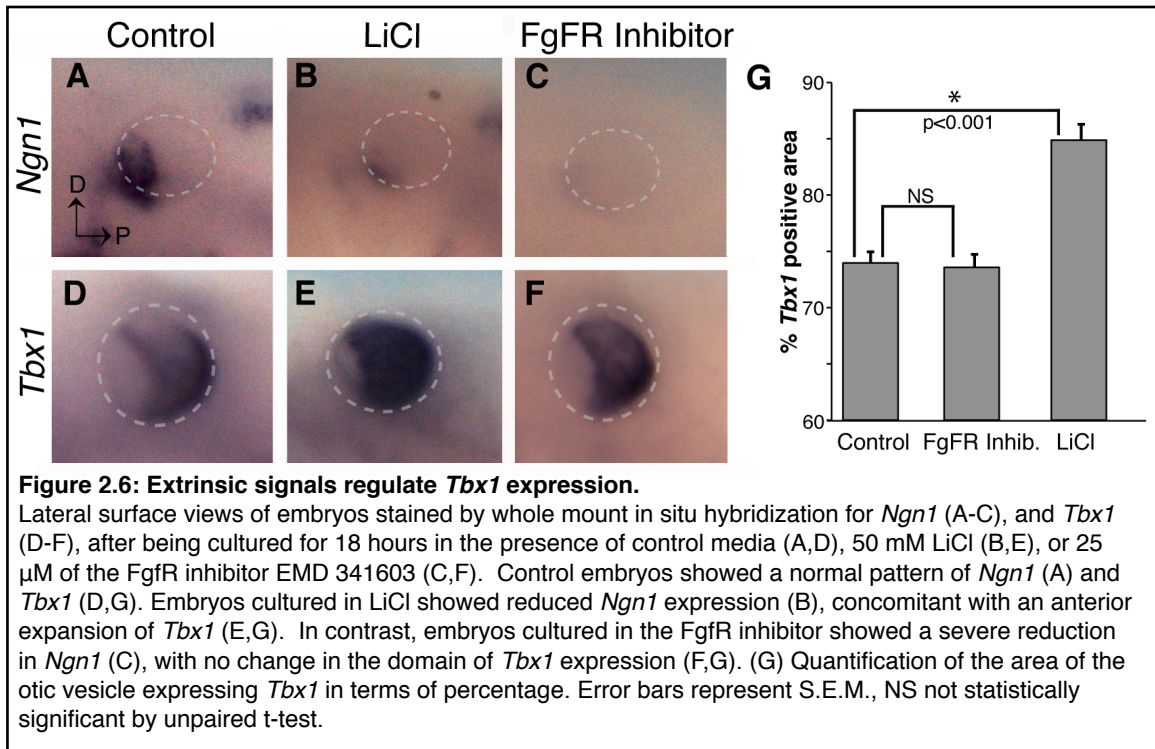 Control LiCl FgFR Inhibitor
A B C
Ngn1
D
P
D E F
Tbx1
G
90
80
70
60
% Tbx1 positive area
*
p<0.001
NS
Control FgFR Inhib. LiCl
Figure 2.6: Extrinsic signals regulate Tbx1 expression.
Lateral surface views of embryos stained by whole mount in situ hybridization for Ngn1 (A-C), and Tbx1
(D-F), after being cultured for 18 hours in the presence of control media (A,D), 50 mM LiCl (B,E), or 25
µM of the FgfR inhibitor EMD 341603 (C,F). Control embryos showed a normal pattern of Ngn1 (A) and
Tbx1 (D,G). Embryos cultured in LiCl showed reduced Ngn1 expression (B), concomitant with an anterior
expansion of Tbx1 (E,G). In contrast, embryos cultured in the FgfR inhibitor showed a severe reduction
in Ngn1 (C), with no change in the domain of Tbx1 expression (F,G). (G) Quantification of the area of the
otic vesicle expressing Tbx1 in terms of percentage. Error bars represent S.E.M., NS not statistically
significant by unpaired t-test.